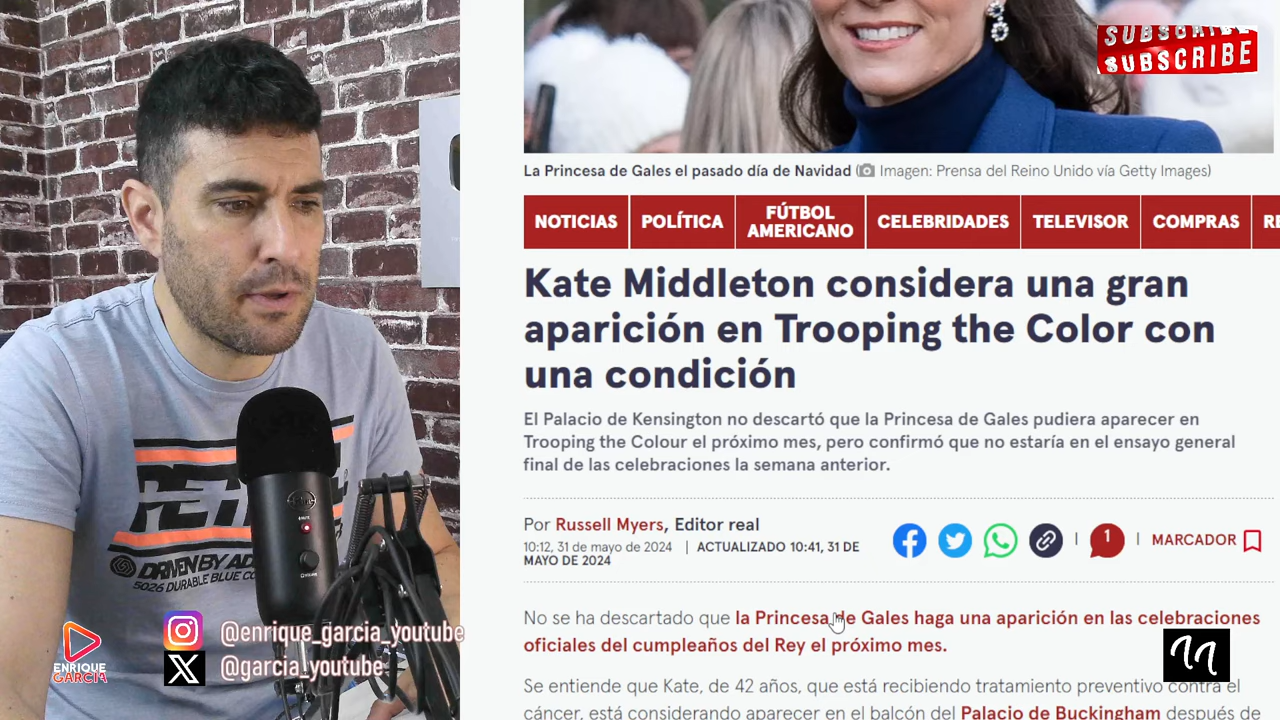 SUBSCRIBE
SUBSCRIBE
La Princesa de Gales el pasado día de Navidad ( Imagen: Prensa del Reino Unido vía Getty Images)
NOTICIAS
POLÍTICA
FÚTBOL
AMERICANO
CELEBRIDADES
TELEVISOR
COMPRAS
Kate Middleton considera una gran
aparición en Trooping the Color con
una condición
El Palacio de Kensington no descartó que la Princesa de Gales pudiera aparecer en
Trooping the Colour el próximo mes, pero confirmó que no estaría en el ensayo general
final de las celebraciones la semana anterior.
Por Russell Myers, Editor real
10:12, 31 de mayo de 2024 | ACTUALIZADO 10:41, 31 DE
MAYO DE 2024
1
MARCADOR
No se ha descartado que la Princesa de Gales haga una aparición en las celebraciones
oficiales del cumpleaños del Rey el próximo mes.
Se entiende que Kate, de 42 años, que está recibiendo tratamiento preventivo contra el
cáncer, está considerando aparecer en el balcón del Palacio de Buckingham después de
DRIVEN BY
5026 DURABLE BLUE
ENRIQUE
GARCIA
@enrique_garcia_youtube
@garcia_youtube